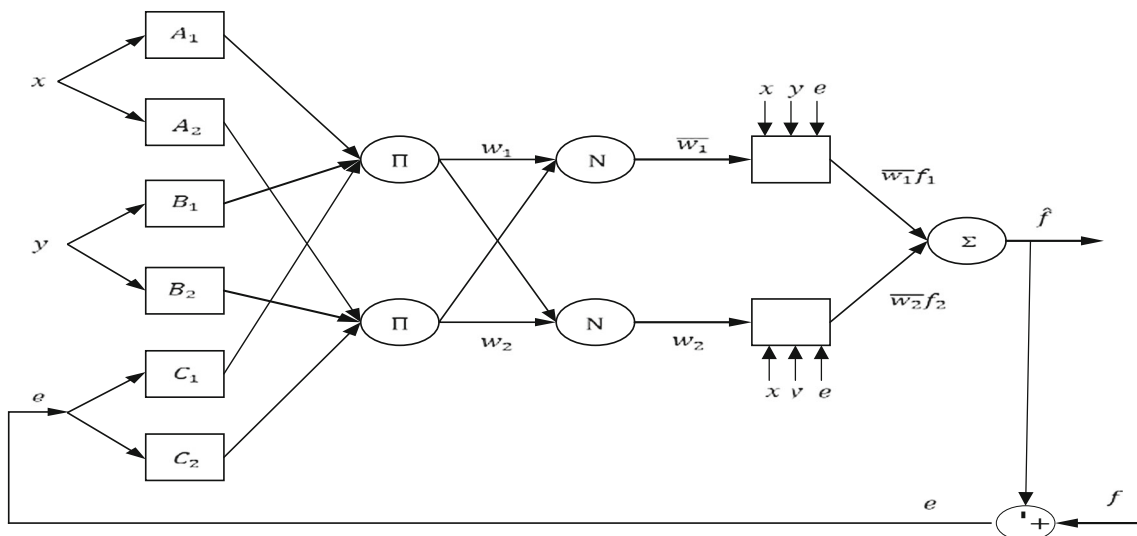 A₁
x
x y e
A₂
Π w₁ N w̅₁
w̅₁f₁
B₁
f̂
y
Σ
B₂
w̅₂f₂
Π w₂ N w₂
C₁
x y e
e
C₂
e
f
'+